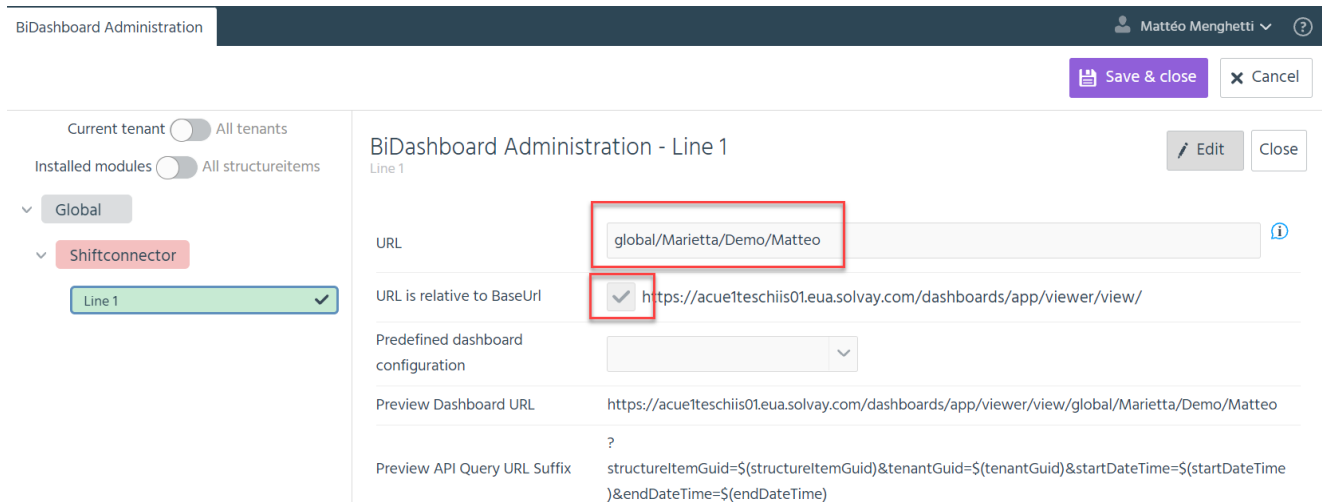 BiDashboard Administration
Mattéo Menghetti
Save & close
Cancel
Current tenant All tenants
Installed modules All structureitems
Global
Shiftconnector
Line 1
BiDashboard Administration - Line 1
Line 1
Edit
Close
URL
global/Marietta/Demo/Matteo
URL is relative to BaseUrl
https://acue1teschiis01.eua.solvay.com/dashboards/app/viewer/view/
Predefined dashboard
configuration
Preview Dashboard URL
https://acue1teschiis01.eua.solvay.com/dashboards/app/viewer/view/global/Marietta/Demo/Matteo
Preview API Query URL Suffix
?
structureItemGuid=$(structureItemGuid)&tenantGuid=$(tenantGuid)&startDateTime=$(startDateTime
)&endDateTime=$(endDateTime)